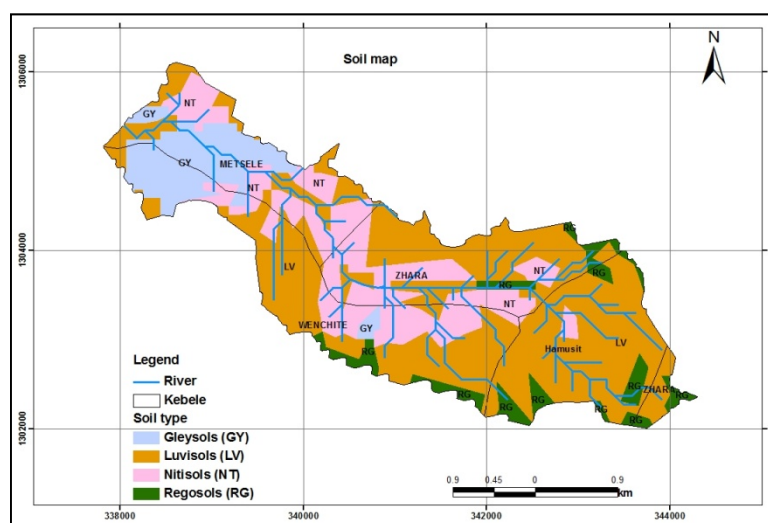 N
Soil map
1306000
1304000
1302000
NT
GY
GY
METSELE
NT
NT
LV
ZHARA
RG
RG
RG
NT
NT
WENCHITE
GY
RG
Hamusit
LV
RG
ZHARA
RG
RG
RG
RG
RG
RG
Legend
River
Kebele
Soil type
Gleysols (GY)
Luvisols (LV)
Nitisols (NT)
Regosols (RG)
0.9 0.45 0 0.9
km
338000 340000 342000 344000